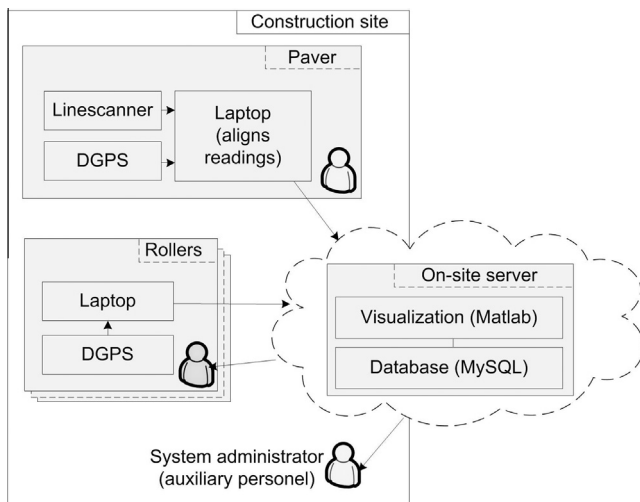 Construction site
Paver
Linescanner
Laptop
(aligns
readings)
DGPS
Rollers
Laptop
DGPS
On-site server
Visualization (Matlab)
Database (MySQL)
System administrator
(auxiliary personel)